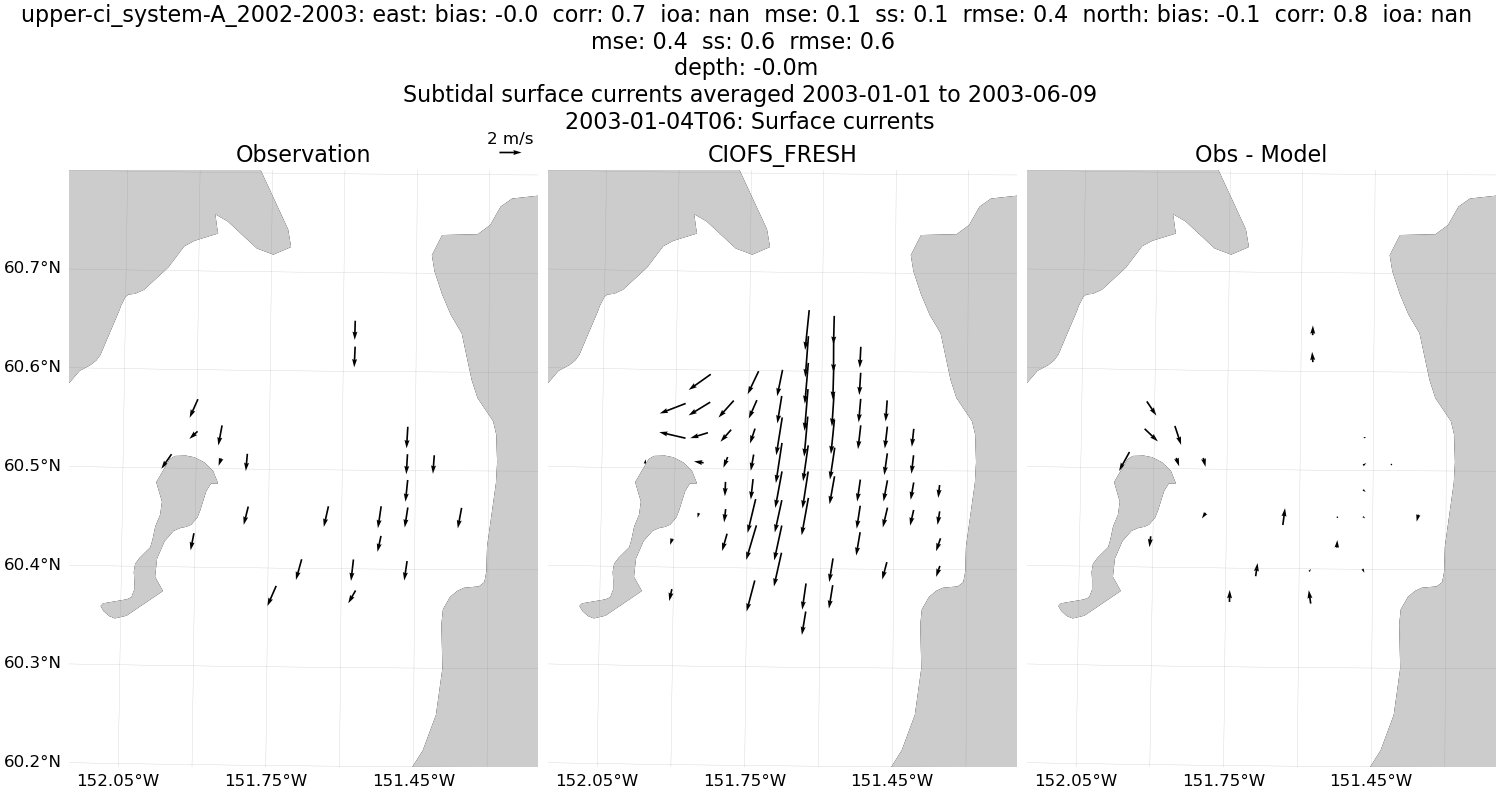 upper-ci_system-A_2002-2003: east: bias: -0.0  corr: 0.7  ioa: nan  mse: 0.1  ss: 0.1  rmse: 0.4  north: bias: -0.1  corr: 0.8  ioa: nan
mse: 0.4  ss: 0.6  rmse: 0.6
depth: -0.0m
Subtidal surface currents averaged 2003-01-01 to 2003-06-09
2003-01-04T06: Surface currents
2 m/s
Observation
CIOFS_FRESH
Obs - Model
60.7°N
60.6°N
60.5°N
60.4°N
60.3°N
60.2°N
152.05°W 151.75°W 151.45°W
152.05°W 151.75°W 151.45°W
152.05°W 151.75°W 151.45°W